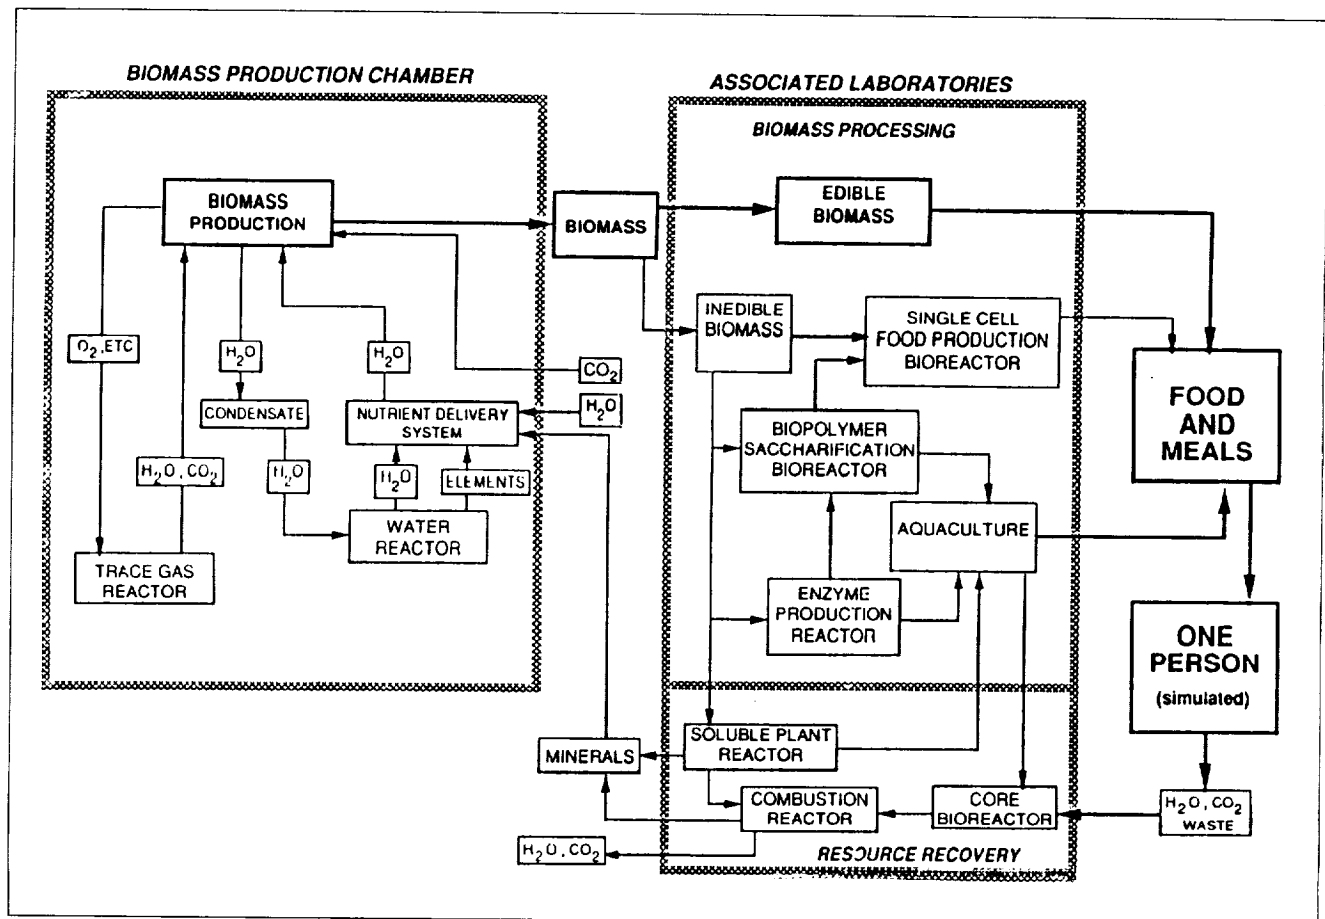 BIOMASS PRODUCTION CHAMBER
ASSOCIATED LABORATORIES
BIOMASS PROCESSING
BIOMASS
PRODUCTION
BIOMASS
EDIBLE
BIOMASS
O2, ETC
H2O
H2O
CO2
H2O
INEDIBLE
BIOMASS
SINGLE CELL
FOOD PRODUCTION
BIOREACTOR
CONDENSATE
NUTRIENT DELIVERY
SYSTEM
FOOD
AND
MEALS
H2O, CO2
H2O
H2O
ELEMENTS
BIOPOLYMER
SACCHARIFICATION
BIOREACTOR
WATER
REACTOR
AQUACULTURE
TRACE GAS
REACTOR
ENZYME
PRODUCTION
REACTOR
ONE
PERSON
(simulated)
MINERALS
SOLUBLE PLANT
REACTOR
COMBUSTION
REACTOR
CORE
BIOREACTOR
H2O, CO2
WASTE
H2O, CO2
RESOURCE RECOVERY